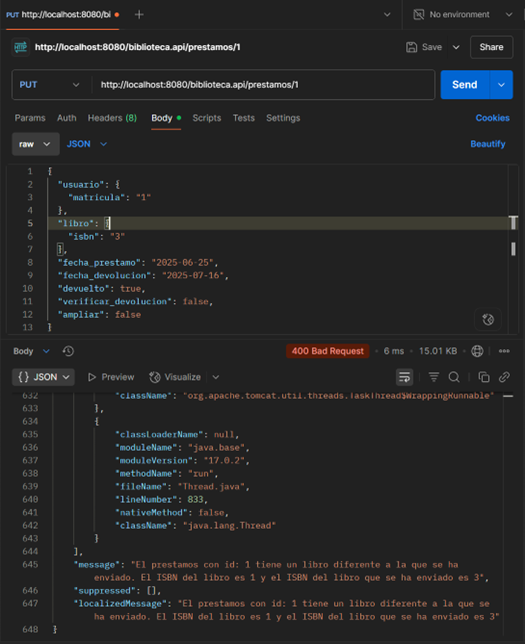 PUT http://localhost:8080/bi
No environment
http://localhost:8080/biblioteca.api/prestamos/1
Save
Share
PUT
http://localhost:8080/biblioteca.api/prestamos/1
Send
Params Auth Headers (8) Body Scripts Tests Settings
Cookies
raw JSON
Beautify
1 {
2 "usuario": {
3 "matricula": "1"
4 },
5 "libro": {
6 "isbn": "3"
7 },
8 "fecha_prestamo": "2025-06-25",
9 "fecha_devolucion": "2025-07-16",
10 "devuelto": true,
11 "verificar_devolucion": false,
12 "ampliar": false
13 }
Body
400 Bad Request • 6 ms • 15.01 KB
{} JSON
Preview
Visualize
632 "className": "org.apache.tomcat.util.threads.TaskThread$WrappingRunnable"
633 },
634 {
635 "classLoaderName": null,
636 "moduleName": "java.base",
637 "moduleVersion": "17.0.2",
638 "methodName": "run",
639 "fileName": "Thread.java",
640 "lineNumber": 833,
641 "nativeMethod": false,
642 "className": "java.lang.Thread"
643 }
644 ],
645 "message": "El prestamos con id: 1 tiene un libro diferente a la que se ha
enviado. El ISBN del libro es 1 y el ISBN del libro que se ha enviado es 3",
646 "suppressed": [],
647 "localizedMessage": "El prestamos con id: 1 tiene un libro diferente a la que se
ha enviado. El ISBN del libro es 1 y el ISBN del libro que se ha enviado es 3"
648 }